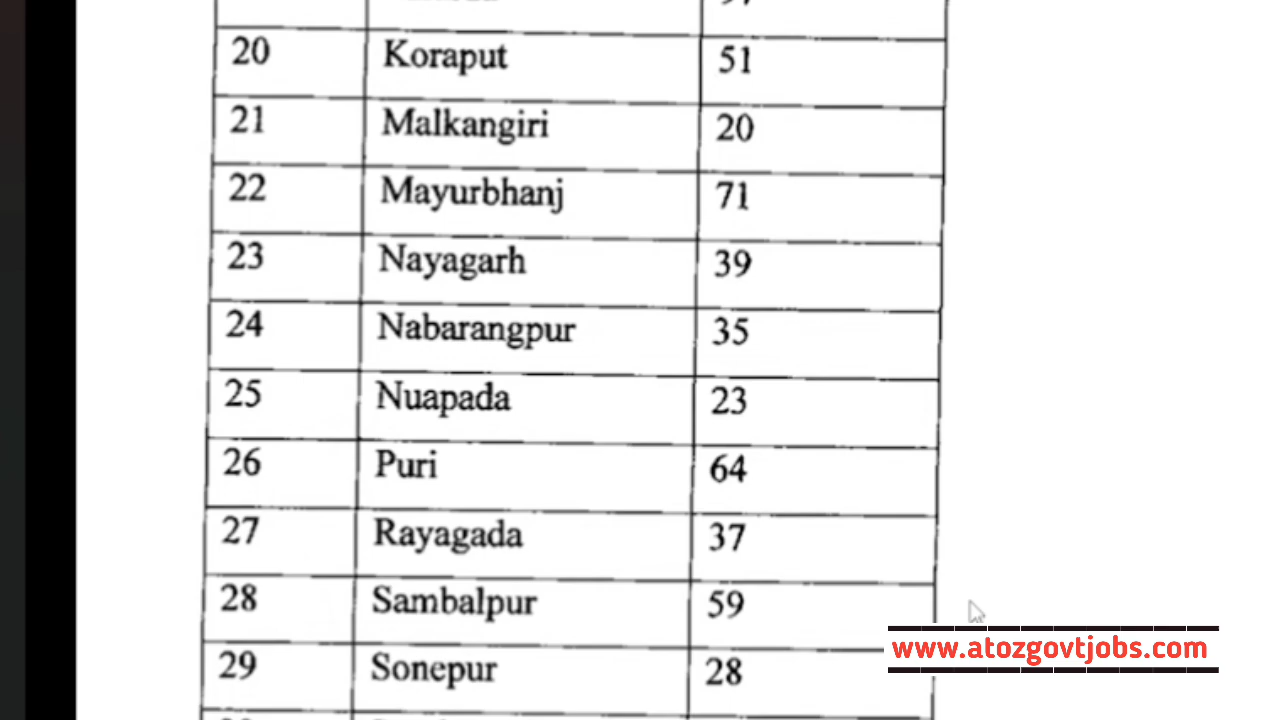 20 Koraput 51
21 Malkangiri 20
22 Mayurbhanj 71
23 Nayagarh 39
24 Nabarangpur 35
25 Nuapada 23
26 Puri 64
27 Rayagada 37
28 Sambalpur 59
29 Sonepur 28
www.atozgovtjobs.com